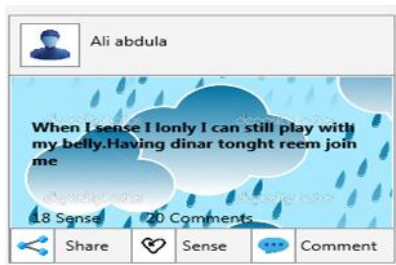 Ali abdula
When I sense I lonly I can still play with
my belly.Having dinar tonght reem join
me
18 Sense 20 Comments
Share Sense Comment